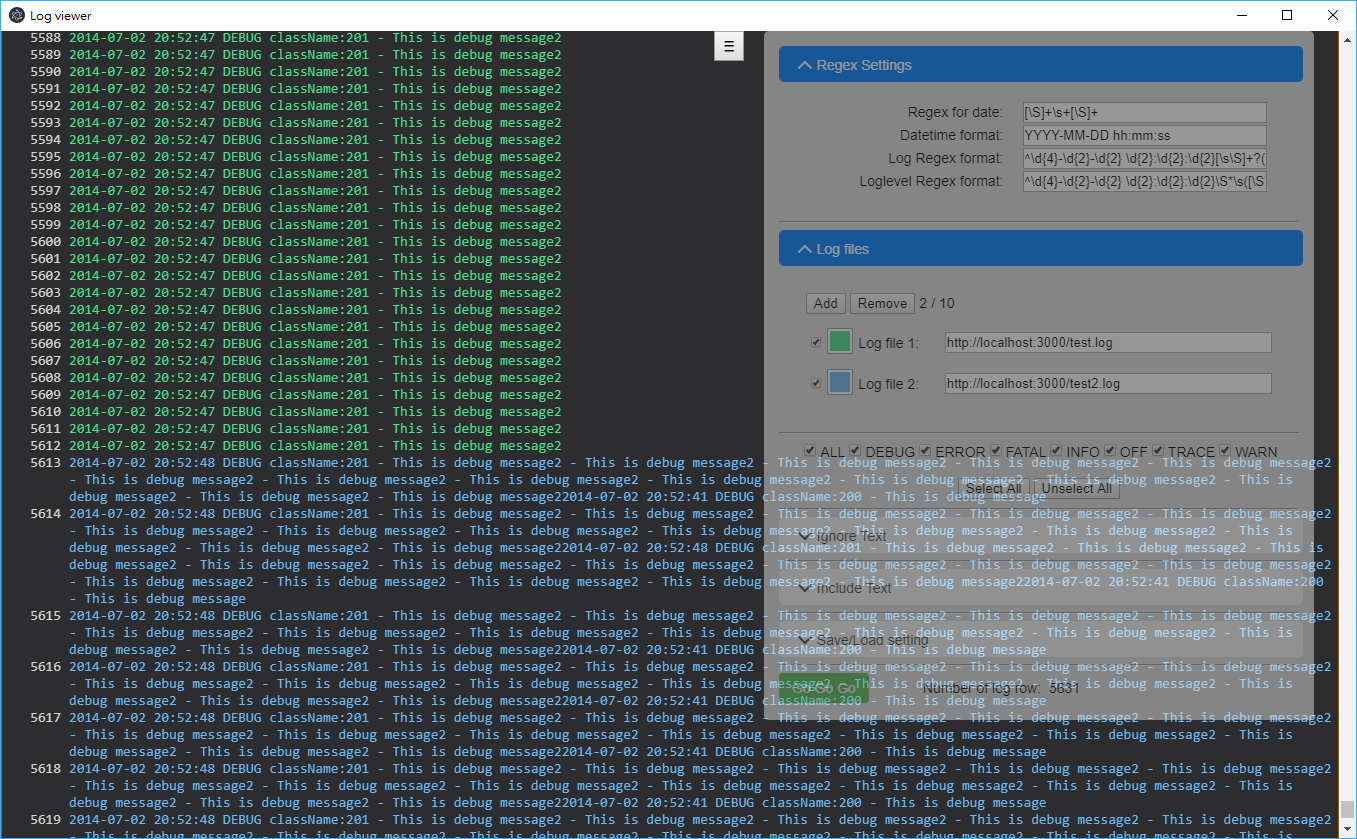 Log viewer
5588 2014-07-02 20:52:47 DEBUG className:201 - This is debug message2
5589 2014-07-02 20:52:47 DEBUG className:201 - This is debug message2
5590 2014-07-02 20:52:47 DEBUG className:201 - This is debug message2
5591 2014-07-02 20:52:47 DEBUG className:201 - This is debug message2
5592 2014-07-02 20:52:47 DEBUG className:201 - This is debug message2
5593 2014-07-02 20:52:47 DEBUG className:201 - This is debug message2
5594 2014-07-02 20:52:47 DEBUG className:201 - This is debug message2
5595 2014-07-02 20:52:47 DEBUG className:201 - This is debug message2
5596 2014-07-02 20:52:47 DEBUG className:201 - This is debug message2
5597 2014-07-02 20:52:47 DEBUG className:201 - This is debug message2
5598 2014-07-02 20:52:47 DEBUG className:201 - This is debug message2
5599 2014-07-02 20:52:47 DEBUG className:201 - This is debug message2
5600 2014-07-02 20:52:47 DEBUG className:201 - This is debug message2
5601 2014-07-02 20:52:47 DEBUG className:201 - This is debug message2
5602 2014-07-02 20:52:47 DEBUG className:201 - This is debug message2
5603 2014-07-02 20:52:47 DEBUG className:201 - This is debug message2
5604 2014-07-02 20:52:47 DEBUG className:201 - This is debug message2
5605 2014-07-02 20:52:47 DEBUG className:201 - This is debug message2
5606 2014-07-02 20:52:47 DEBUG className:201 - This is debug message2
5607 2014-07-02 20:52:47 DEBUG className:201 - This is debug message2
5608 2014-07-02 20:52:47 DEBUG className:201 - This is debug message2
5609 2014-07-02 20:52:47 DEBUG className:201 - This is debug message2
5610 2014-07-02 20:52:47 DEBUG className:201 - This is debug message2
5611 2014-07-02 20:52:47 DEBUG className:201 - This is debug message2
5612 2014-07-02 20:52:47 DEBUG className:201 - This is debug message2
5613 2014-07-02 20:52:48 DEBUG className:201 - This is debug message2 - This is debug message2 - This is debug message2 - This is debug message2 - This is debug message2
- This is debug message2 - This is debug message2 - This is debug message2 - This is debug message2 - This is debug message2 - This is debug message2 - This is
debug message2 - This is debug message2 - This is debug message22014-07-02 20:52:41 DEBUG className:200 - This is debug message
5614 2014-07-02 20:52:48 DEBUG className:201 - This is debug message2 - This is debug message2 - This is debug message2 - This is debug message2 - This is debug message2
- This is debug message2 - This is debug message2 - This is debug message2 - This is debug message2 - This is debug message2 - This is debug message2 - This is
debug message2 - This is debug message2 - This is debug message22014-07-02 20:52:48 DEBUG className:201 - This is debug message2 - This is debug message2 - This is
debug message2 - This is debug message2 - This is debug message2 - This is debug message2 - This is debug message2 - This is debug message2 - This is debug message2
- This is debug message2 - This is debug message2 - This is debug message2 - This is debug message2 - This is debug message22014-07-02 20:52:41 DEBUG className:200
- This is debug message
5615 2014-07-02 20:52:48 DEBUG className:201 - This is debug message2 - This is debug message2 - This is debug message2 - This is debug message2 - This is debug message2
- This is debug message2 - This is debug message2 - This is debug message2 - This is debug message2 - This is debug message2 - This is debug message2 - This is
debug message2 - This is debug message2 - This is debug message22014-07-02 20:52:41 DEBUG className:200 - This is debug message
5616 2014-07-02 20:52:48 DEBUG className:201 - This is debug message2 - This is debug message2 - This is debug message2 - This is debug message2 - This is debug message2
- This is debug message2 - This is debug message2 - This is debug message2 - This is debug message2 - This is debug message2 - This is debug message2 - This is
debug message2 - This is debug message2 - This is debug message22014-07-02 20:52:41 DEBUG className:200 - This is debug message
5617 2014-07-02 20:52:48 DEBUG className:201 - This is debug message2 - This is debug message2 - This is debug message2 - This is debug message2 - This is debug message2
- This is debug message2 - This is debug message2 - This is debug message2 - This is debug message2 - This is debug message2 - This is debug message2 - This is
debug message2 - This is debug message2 - This is debug message22014-07-02 20:52:41 DEBUG className:200 - This is debug message
5618 2014-07-02 20:52:48 DEBUG className:201 - This is debug message2 - This is debug message2 - This is debug message2 - This is debug message2 - This is debug message2
- This is debug message2 - This is debug message2 - This is debug message2 - This is debug message2 - This is debug message2 - This is debug message2 - This is
debug message2 - This is debug message2 - This is debug message22014-07-02 20:52:41 DEBUG className:200 - This is debug message
5619 2014-07-02 20:52:48 DEBUG className:201 - This is debug message2 - This is debug message2 - This is debug message2 - This is debug message2 - This is debug message2
- This is debug message2 - This is debug message2 - This is debug message2 - This is debug message2 - This is debug message2 - This is debug message2 - This is
Regex Settings
Regex for date: [\S]+\s+[\S]+
Datetime format: YYYY-MM-DD hh:mm:ss
Log Regex format: ^\d{4}-\d{2}-\d{2} \d{2}:\d{2}:\d{2}[\s\S]+?(
Loglevel Regex format: ^\d{4}-\d{2}-\d{2} \d{2}:\d{2}:\d{2}\S*\s([\S
Log files
Add Remove 2 / 10
Log file 1: http://localhost:3000/test.log
Log file 2: http://localhost:3000/test2.log
ALL DEBUG ERROR FATAL INFO OFF TRACE WARN
Select All Unselect All
Ignore Text
Include Text
Save/Load setting
Go Go Go Number of log row: 5631